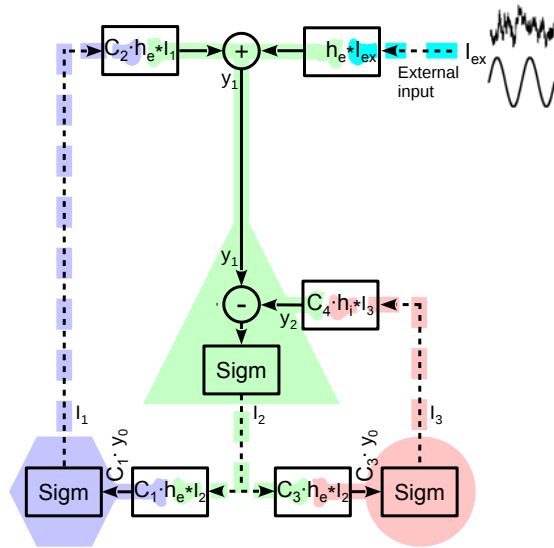 C₂·hₑ*I₁
+
hₑ*Iₑₓ
Iₑₓ
External
input
y₁
y₁
-
y₂
C₄·hᵢ*I₃
Sigm
I₁
I₂
I₃
C₁· y₀
C₃· y₀
Sigm
C₁·hₑ*I₂
C₃·hₑ*I₂
Sigm